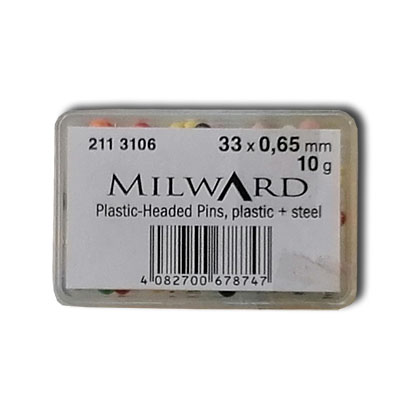 211 3106 33 x 0,65 mm
10 g
MILWARD
Plastic-Headed Pins, plastic + steel
4 082700 678747